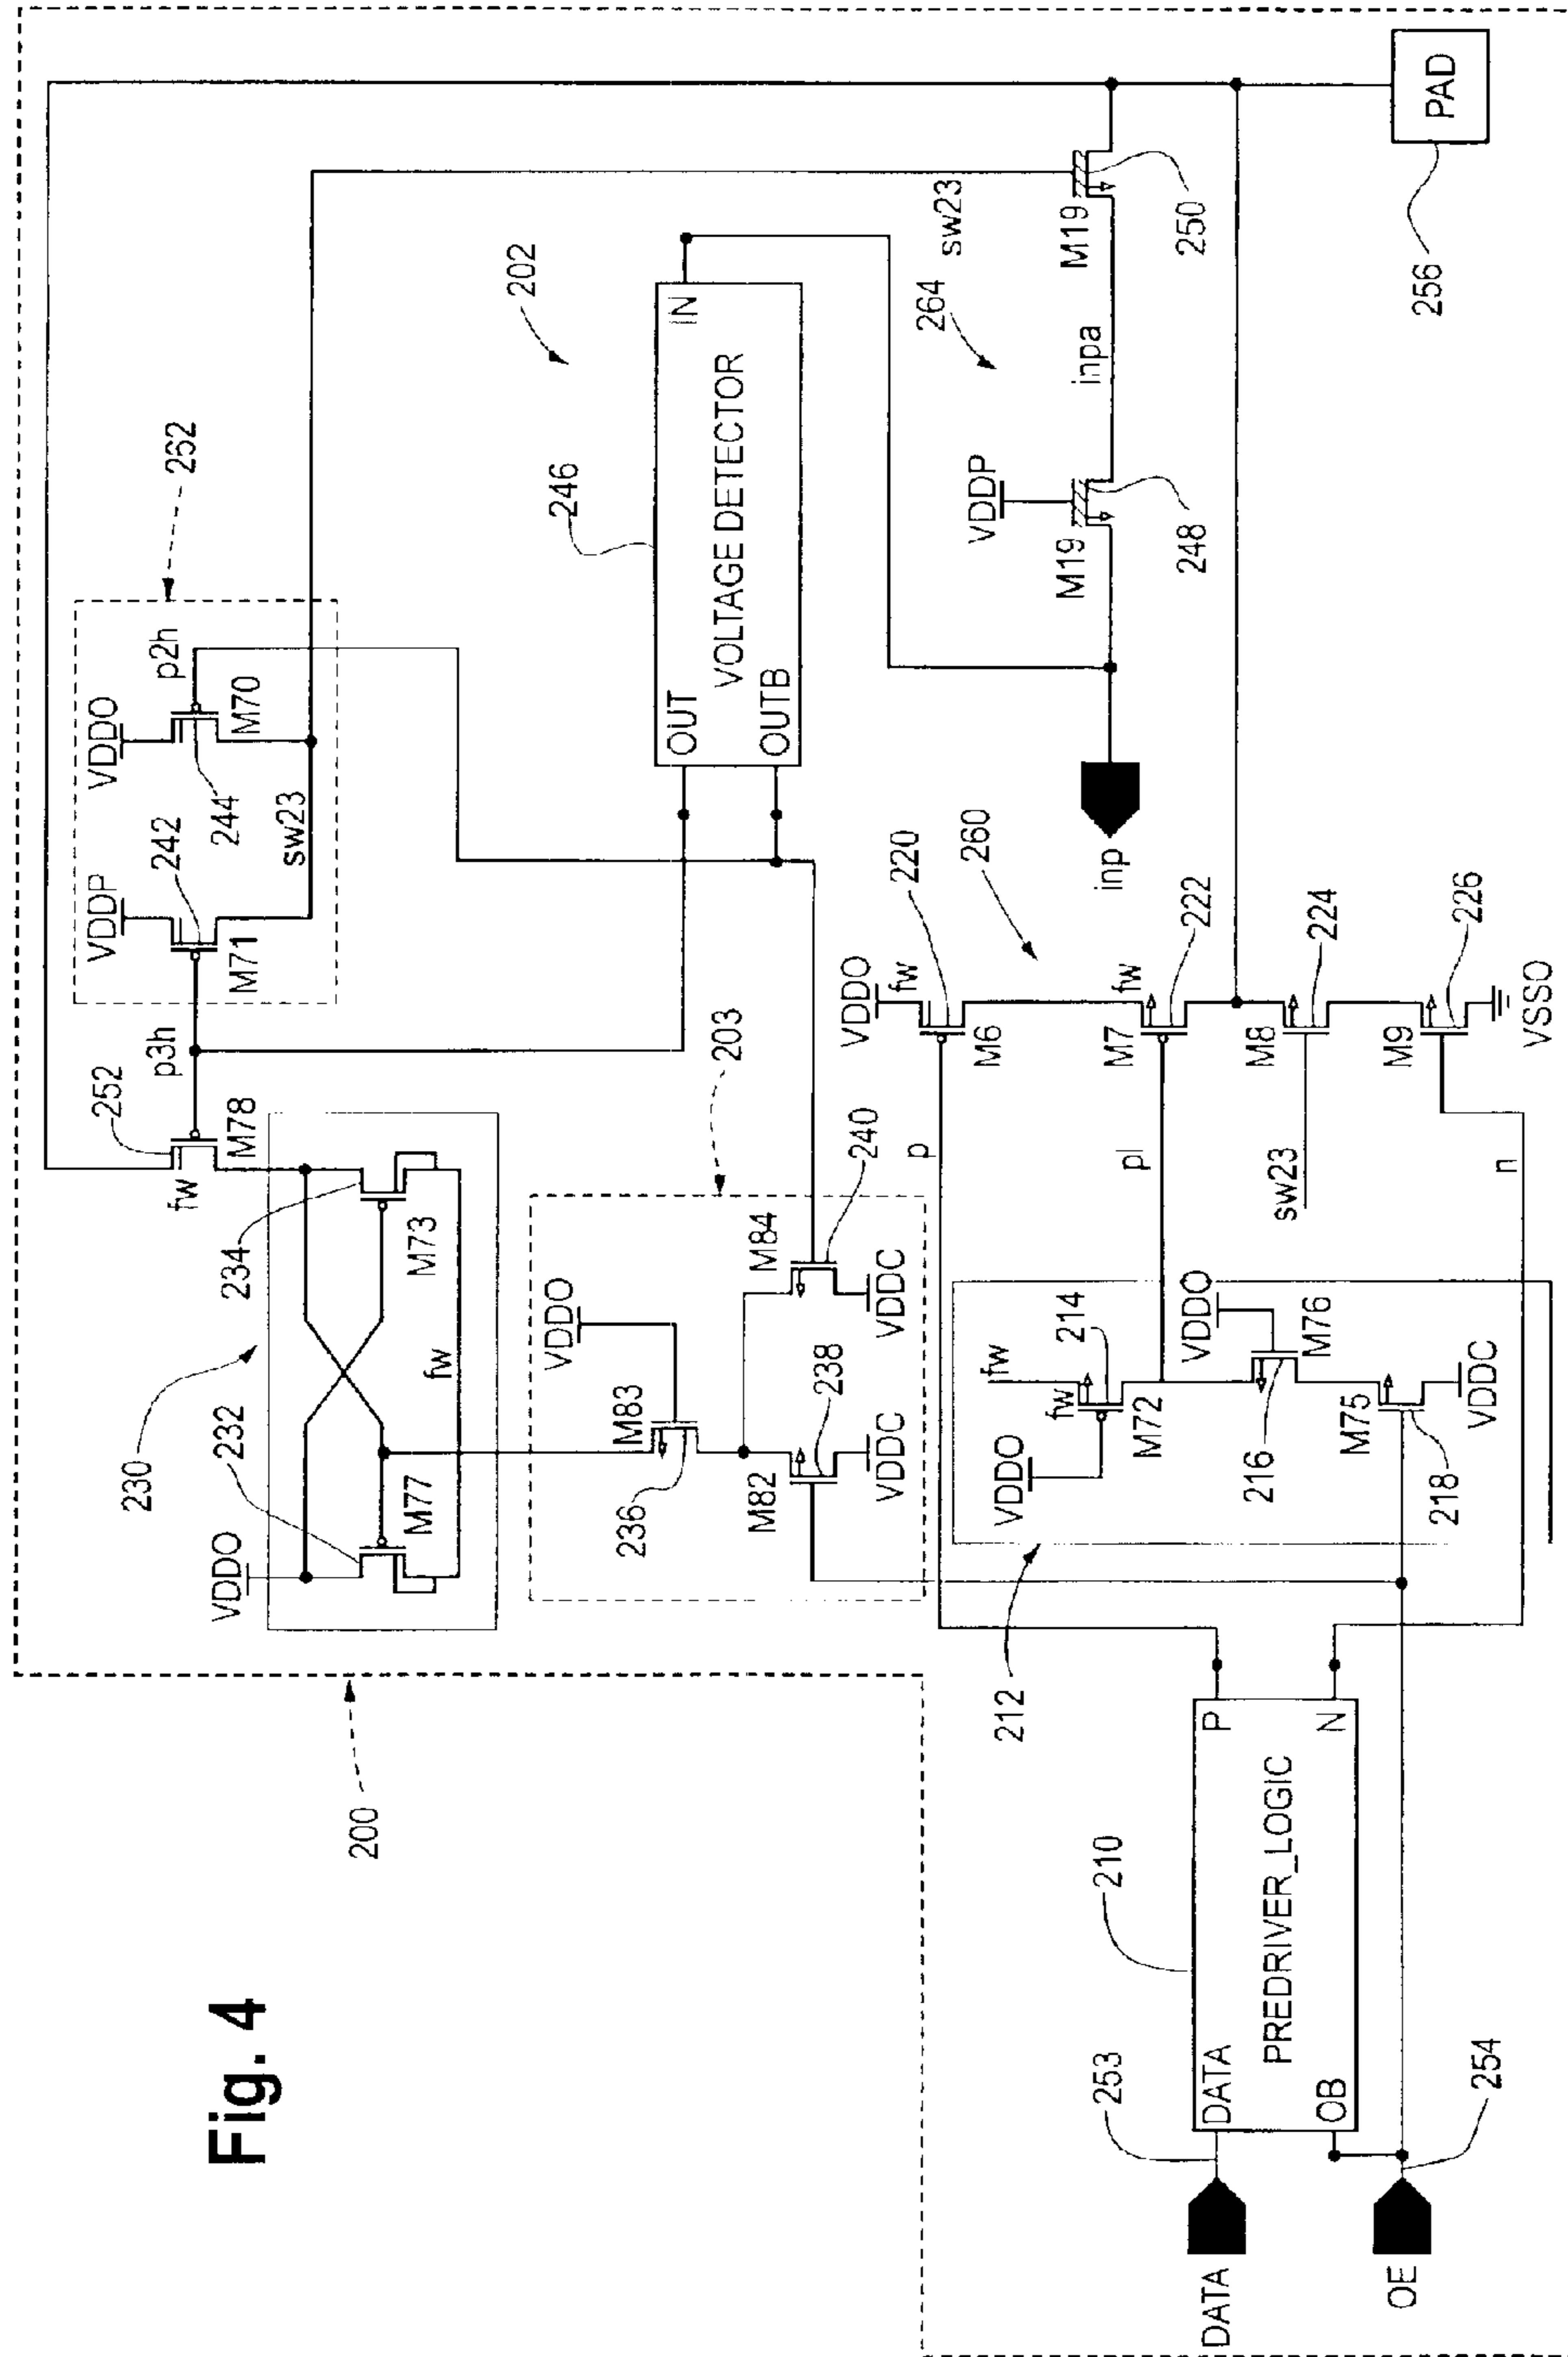 Fig. 4
200
230
232
234
252
VDDO
M77
M73
fw
fw
M78
p3h
VDDP
242
M71
sw23
VDDO
244
M70
p2h
262
203
VDDO
M83
236
M82
238
VDDC
M84
240
VDDC
246
OUT
OUTB
VOLTAGE DETECTOR
IN
202
264
sw23
VDDP
M19
248
inpa
M19
250
inp
PAD
256
260
VDDO
fw
220
M6
p
fw
222
M7
pl
224
M8
sw23
226
M9
n
VSSO
212
VDDO
fw
fw
214
M72
VDDO
216
M76
M75
218
VDDC
210
PREDRIVER_LOGIC
DATA
OB
P
N
253
DATA
254
OE